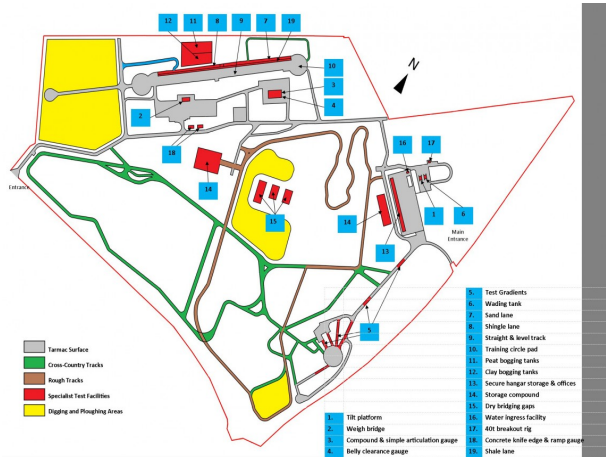 12
11
8
9
7
19
10
3
4
2
18
16
17
14
15
14
1
6
13
5
Entrance
N
Main
Entrance
Tarmac Surface
Cross-Country Tracks
Rough Tracks
Specialist Test Facilities
Digging and Ploughing Areas
1. Tilt platform
2. Weigh bridge
3. Compound & simple articulation gauge
4. Belly clearance gauge
5. Test Gradients
6. Wading tank
7. Sand lane
8. Shingle lane
9. Straight & level track
10. Training circle pad
11. Peat bogging tanks
12. Clay bogging tanks
13. Secure hangar storage & offices
14. Storage compound
15. Dry bridging gaps
16. Water ingress facility
17. 40t breakout rig
18. Concrete knife edge & ramp gauge
19. Shale lane